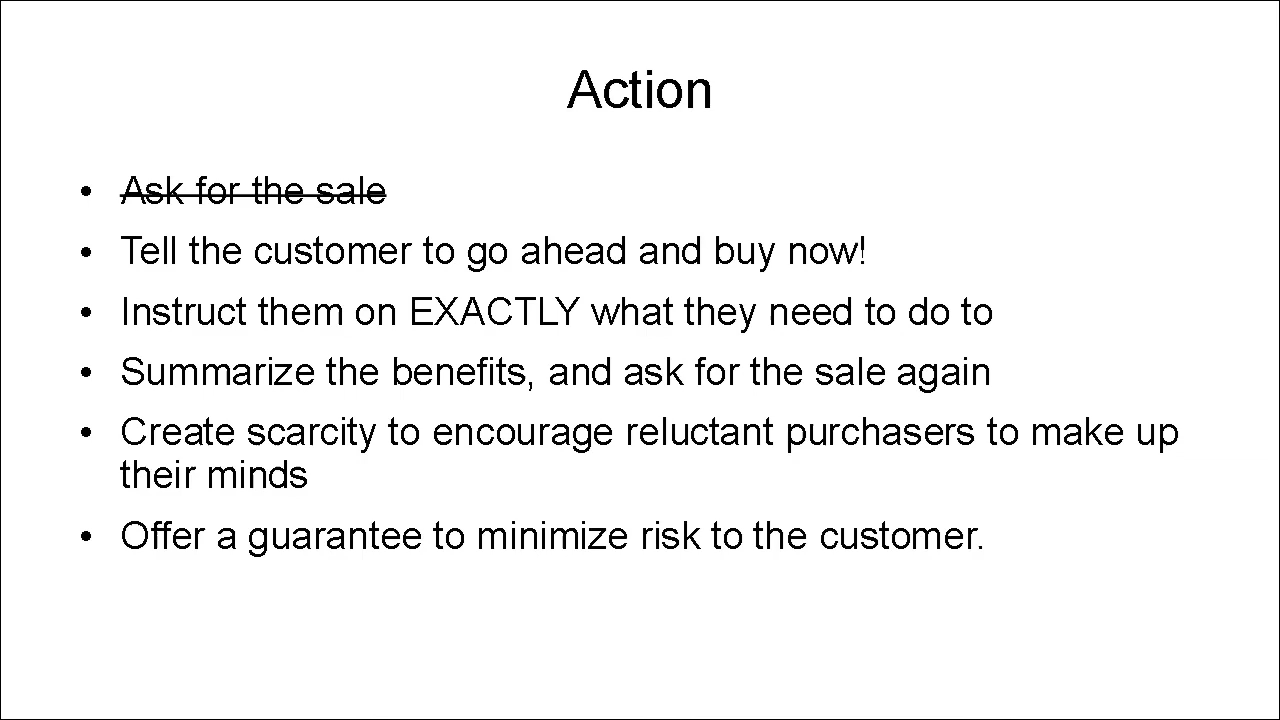 Action
• Ask for the sale
• Tell the customer to go ahead and buy now!
• Instruct them on EXACTLY what they need to do to
• Summarize the benefits, and ask for the sale again
• Create scarcity to encourage reluctant purchasers to make up
their minds
• Offer a guarantee to minimize risk to the customer.